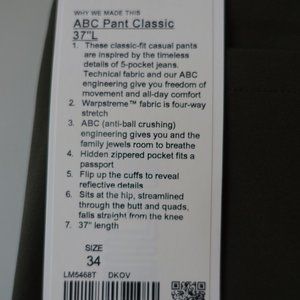 WHY WE MADE THIS
ABC Pant Classic
37"L
1. These classic-fit casual pants
are inspired by the timeless
details of 5-pocket jeans.
Technical fabric and our ABC
engineering give you freedom of
movement and all-day comfort
2. Warpstreme™ fabric is four-way
stretch
3. ABC (anti-ball crushing)
engineering gives you and the
family jewels room to breathe
4. Hidden zippered pocket fits a
passport
5. Flip up the cuffs to reveal
reflective details
6. Sits at the hip, streamlined
through the butt and quads,
falls straight from the knee
7. 37" length
SIZE
34
LM5468T DKOV